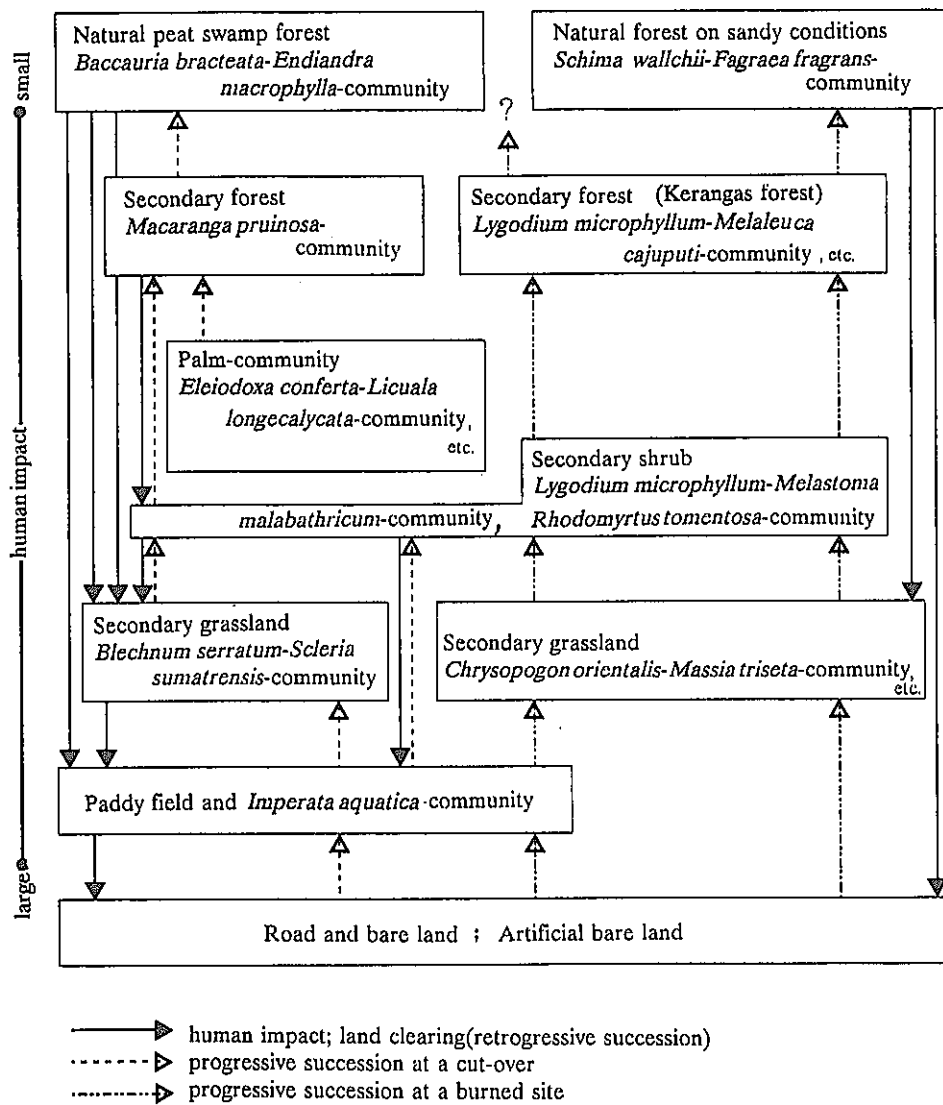 Natural peat swamp forest
Baccauria bracteata-Endiandra
macrophylla-community
Natural forest on sandy conditions
Schima wallchii-Fagraea fragrans-
community
small
human impact
large
?
Secondary forest
Macaranga pruinosa-
community
Secondary forest (Kerangas forest)
Lygodium microphyllum-Melaleuca
cajuputi-community , etc.
Palm-community
Eleiodoxa conferta-Licuala
longecalycata-community,
etc.
Secondary shrub
Lygodium microphyllum-Melastoma
malabathricum-community, Rhodomyrtus tomentosa-community
Secondary grassland
Blechnum serratum-Scleria
sumatrensis-community
Secondary grassland
Chrysopogon orientalis-Massia triseta-community,
etc.
Paddy field and Imperata aquatica-community
Road and bare land ; Artificial bare land
human impact; land clearing(retrogressive succession)
progressive succession at a cut-over
progressive succession at a burned site